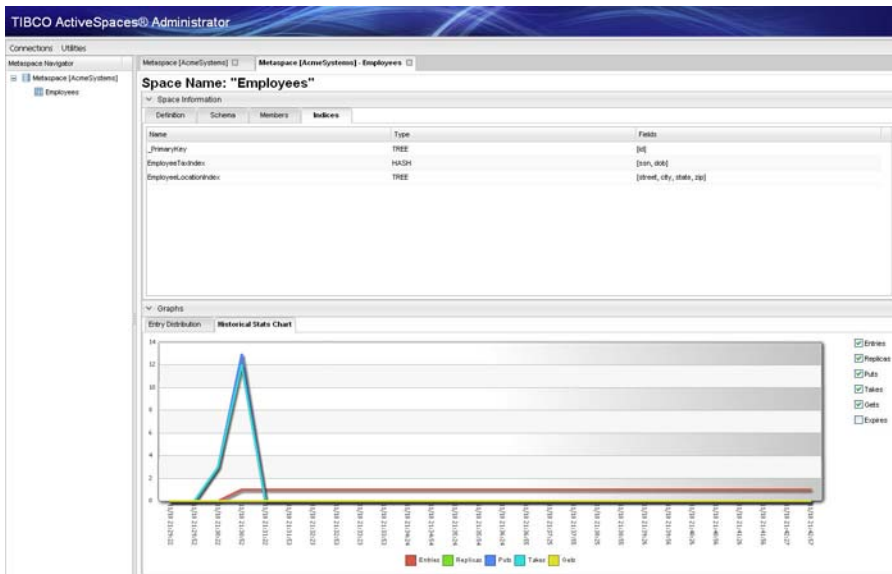 TIBCO ActiveSpaces® Administrator
Connections Utilities
Metaspace Navigator
Metaspace [AcmeSystems]
Employees
Metaspace [AcmeSystems]
Metaspace [AcmeSystems] - Employees
Space Name: "Employees"
Space Information
Definition Schema Members Indices
Name Type Fields
_PrimaryKey TREE [id]
EmployeeTaxIndex HASH [ssn, dob]
EmployeeLocationIndex TREE [street, city, state, zip]
Graphs
Entry Distribution Historical Stats Chart
14
12
10
8
6
4
2
0
Entries
Replicas
Puts
Takes
Gets
Expires
Entries Replicas Puts Takes Gets